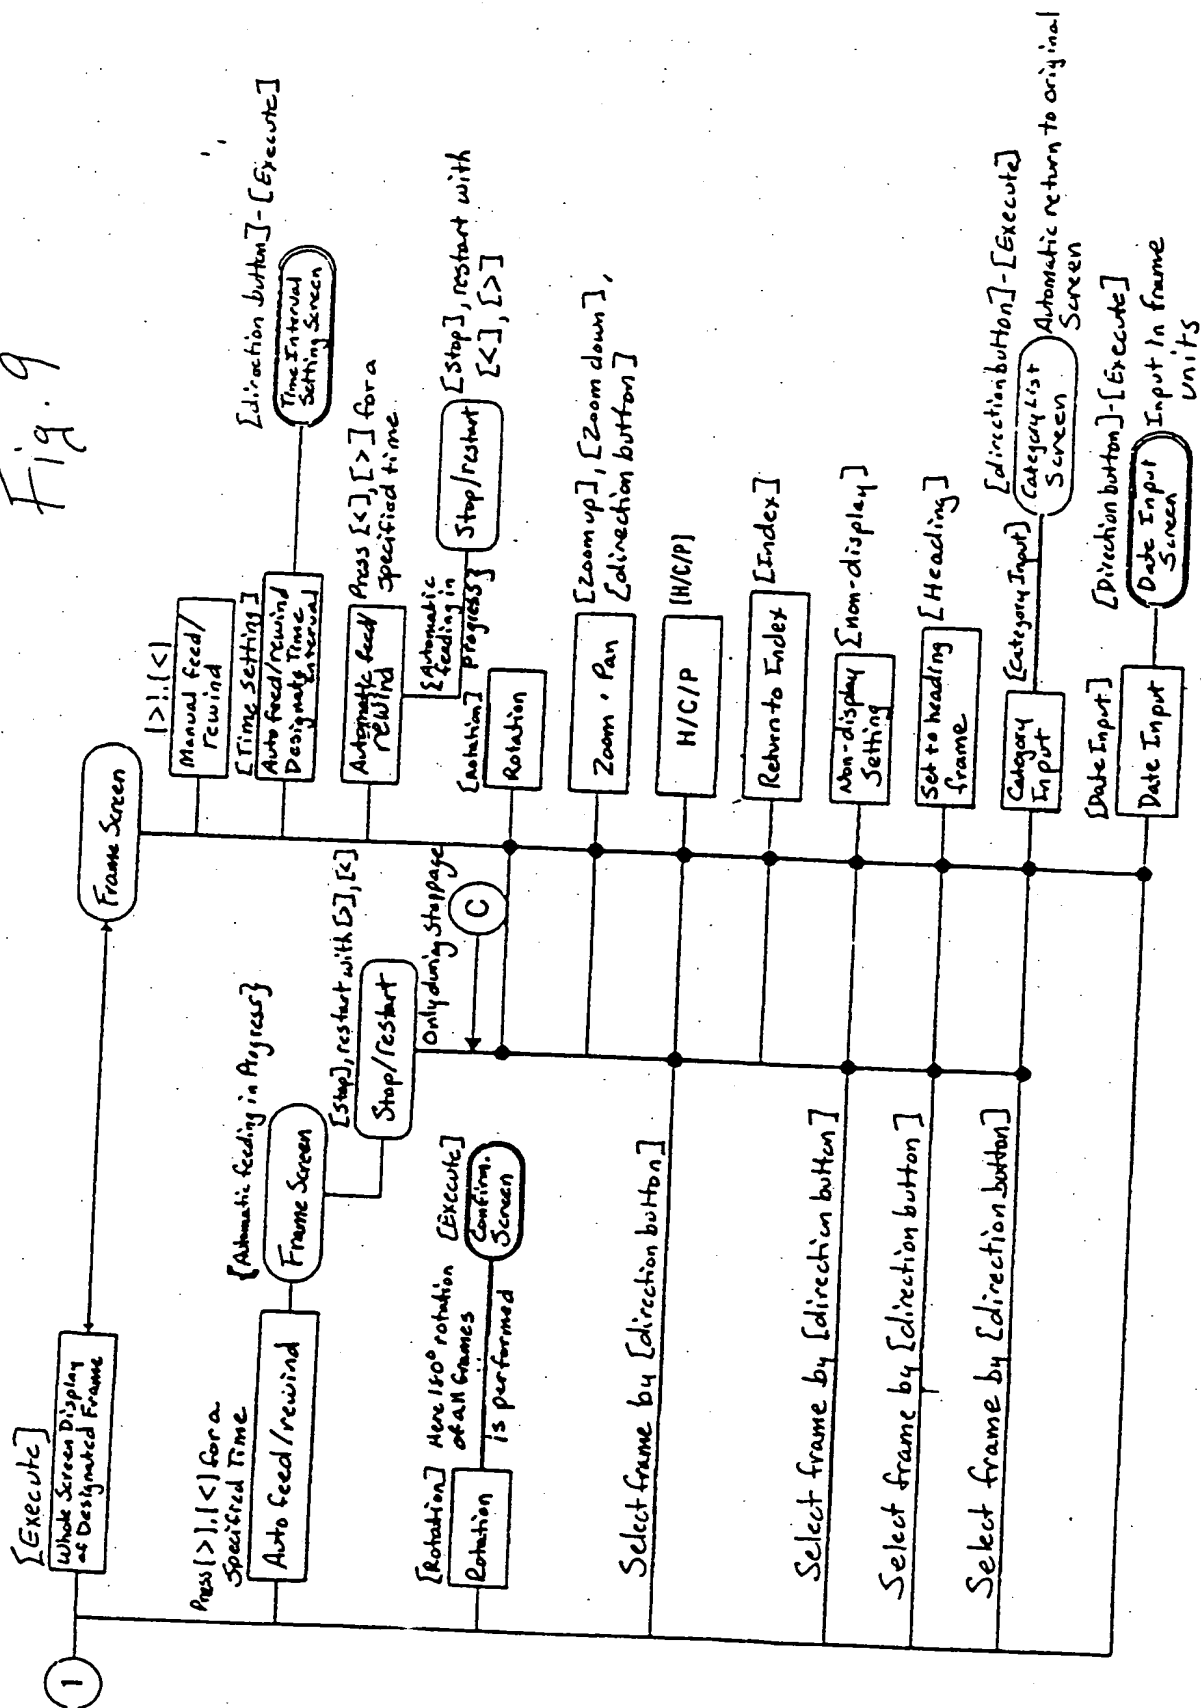 Fig. 9
1
[Execute]
Whole Screen Display
of Designated Frame
Frame Screen
[>].[<]
Manual feed/
rewind
[Time Setting]
Auto feed/rewind
Designate Time
interval
[direction button]-[Execute]
Time Interval
Setting Screen
Press [<], [>] for a
specified time
Automatic feed/
rewind
{Automatic
feeding in
progress}
[Stop], restart with
[<], [>]
Stop/restart
Press [>].[<] for a
Specified Time
Auto feed/rewind
{Automatic feeding in Progress}
Frame Screen
[Stop], restart with [>], [<]
Stop/restart
Only during Stoppage
C
[Rotation]
Rotation
Here 180° rotation
of all frames
is performed
[Execute]
Confirm.
Screen
[Rotation]
Rotation
Zoom · Pan
[Zoom up], [Zoom down],
[direction button]
Select frame by [direction button]
H/C/P
[H/C/P]
Return to Index
[Index]
Select frame by [direction button]
Non-display
Setting
[non-display]
Select frame by [direction button]
Set to heading
frame
[Heading]
Select frame by [direction button]
Category
Input
[Category Input]
[direction button]-[Execute]
Category List
Screen
Automatic return to original
Screen
[Date Input]
Date Input
[Direction button]-[Execute]
Date Input
Screen
Input in frame
units